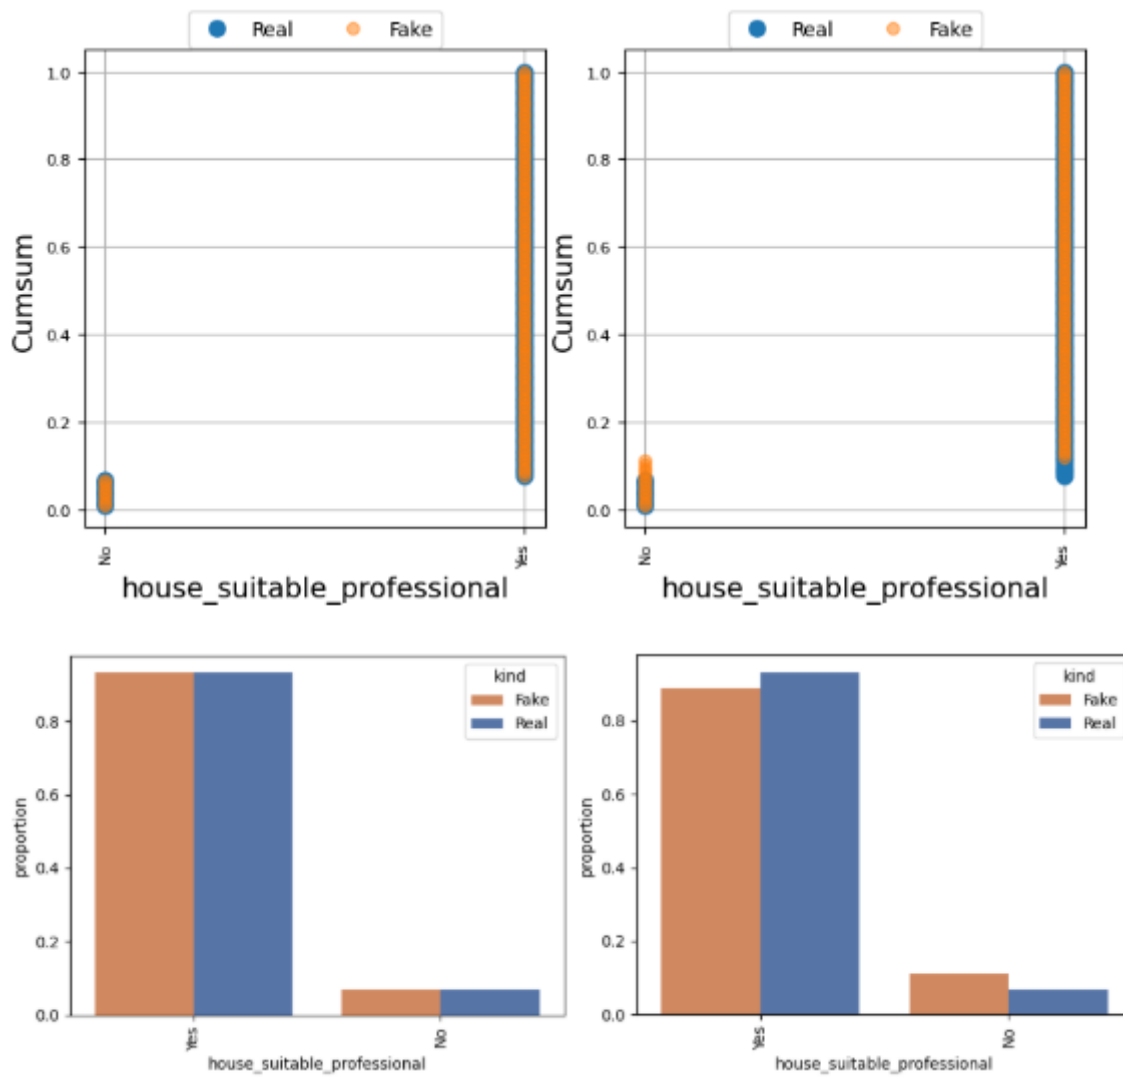 Real Fake
1.0
0.8
0.6
0.4
0.2
0.0
Cumsum
No Yes
house_suitable_professional
Real Fake
1.0
0.8
0.6
0.4
0.2
0.0
Cumsum
No Yes
house_suitable_professional
kind
Fake
Real
0.8
0.6
0.4
0.2
0.0
proportion
Yes No
house_suitable_professional
kind
Fake
Real
0.8
0.6
0.4
0.2
0.0
proportion
Yes No
house_suitable_professional